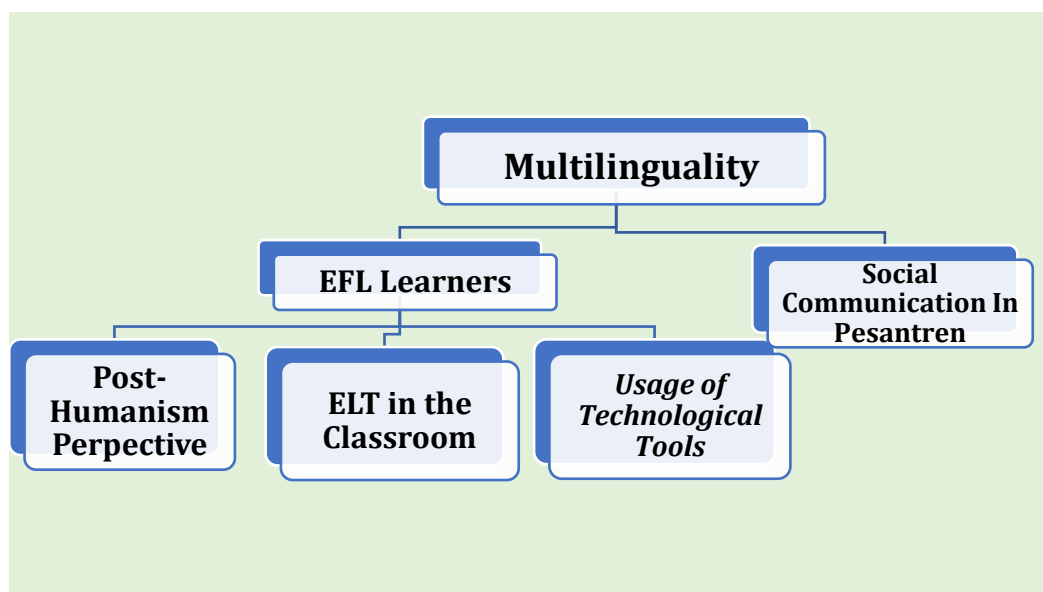 Multilinguality
EFL Learners
Social
Communication In
Pesantren
Post-
Humanism
Perpective
ELT in the
Classroom
Usage of
Technological
Tools